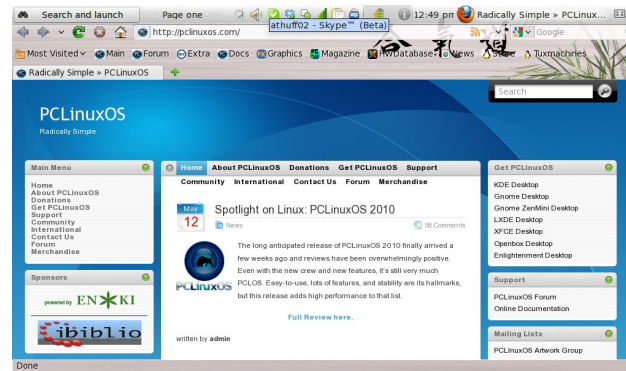 Search and launch
Page one
12:49 pm
Radically Simple » PCLinux...
athuff02 - Skype™ (Beta)
http://pclinuxos.com/
Google
Most Visited
Main
Forum
Extra
Docs
Graphics
Magazine
HWDatabase
News
Store
Tuxmachines
Radically Simple » PCLinuxOS
Search
PCLinuxOS
Radically Simple
Main Menu
Home
About PCLinuxOS
Donations
Get PCLinuxOS
Support
Community
International
Contact Us
Forum
Merchandise
Sponsors
powered by ENKI
ibiblio
Home About PCLinuxOS Donations Get PCLinuxOS Support
Community International Contact Us Forum Merchandise
May
12
Spotlight on Linux: PCLinuxOS 2010
News
58 Comments
PCLinuxOS
The long anticipated release of PCLinuxOS 2010 finally arrived a
few weeks ago and reviews have been overwhelmingly positive.
Even with the new crew and new features, it's still very much
PCLOS. Easy-to-use, lots of features, and stability are its hallmarks,
but this release adds high performance to that list.
Full Review here.
written by admin
Get PCLinuxOS
KDE Desktop
Gnome Desktop
Gnome ZenMini Desktop
LXDE Desktop
XFCE Desktop
Openbox Desktop
Enlightenment Desktop
Support
PCLinuxOS Forum
Online Documentation
Mailing Lists
PCLInuxOS Artwork Group
Done